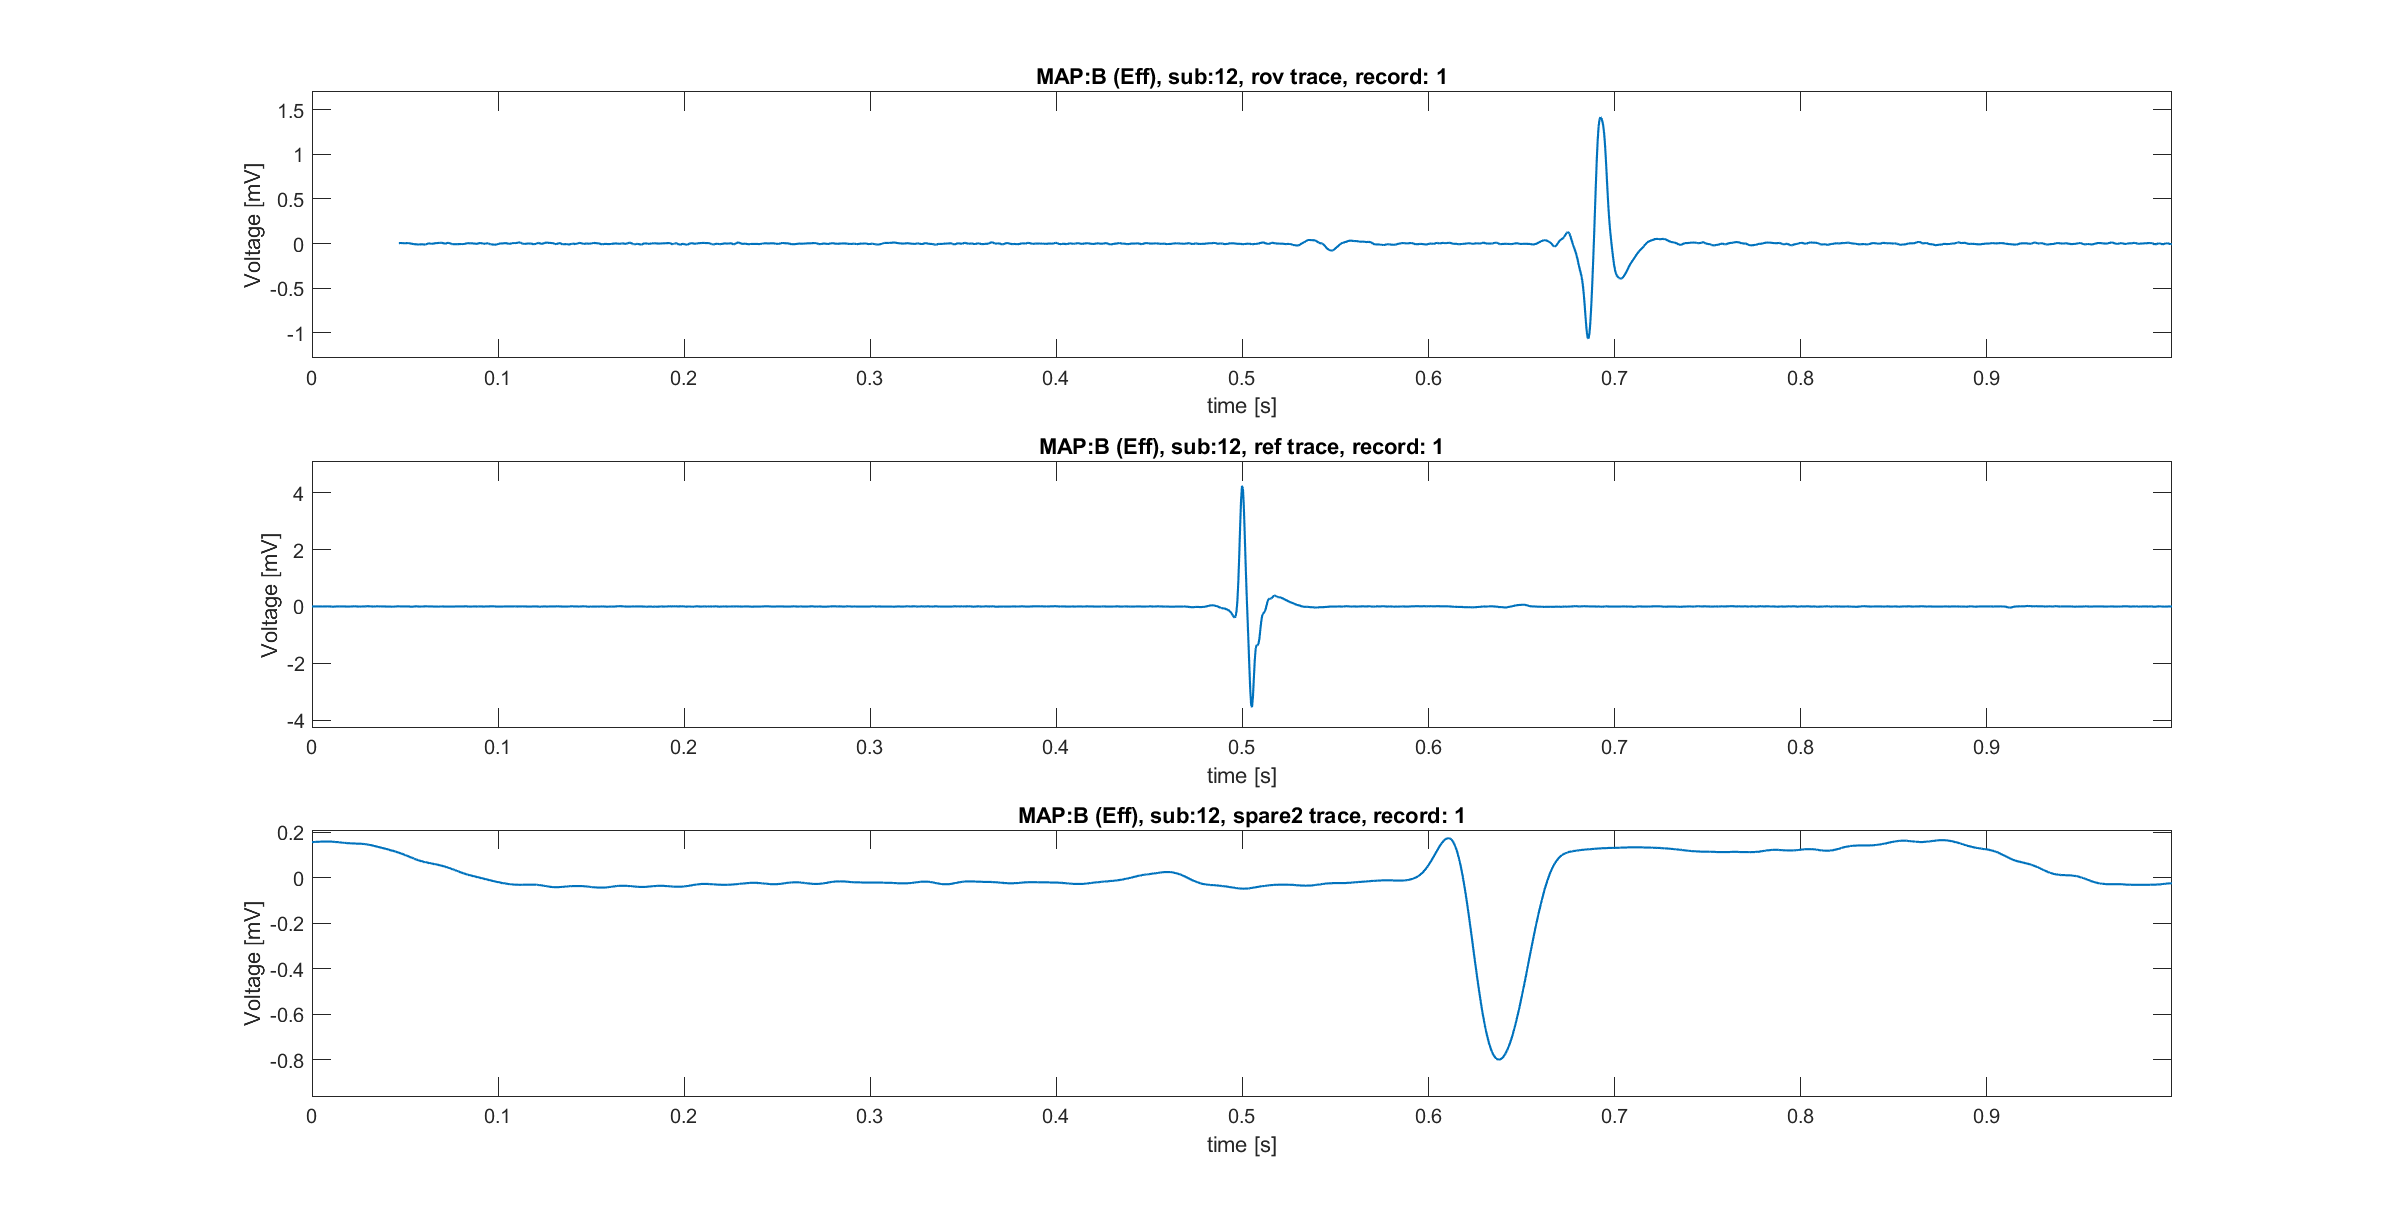 MAP:B (Eff), sub:12, rov trace, record: 1
Voltage [mV]
1.5
1
0.5
0
-0.5
-1
0 0.1 0.2 0.3 0.4 0.5 0.6 0.7 0.8 0.9
time [s]
MAP:B (Eff), sub:12, ref trace, record: 1
Voltage [mV]
4
2
0
-2
-4
0 0.1 0.2 0.3 0.4 0.5 0.6 0.7 0.8 0.9
time [s]
MAP:B (Eff), sub:12, spare2 trace, record: 1
Voltage [mV]
0.2
0
-0.2
-0.4
-0.6
-0.8
0 0.1 0.2 0.3 0.4 0.5 0.6 0.7 0.8 0.9
time [s]